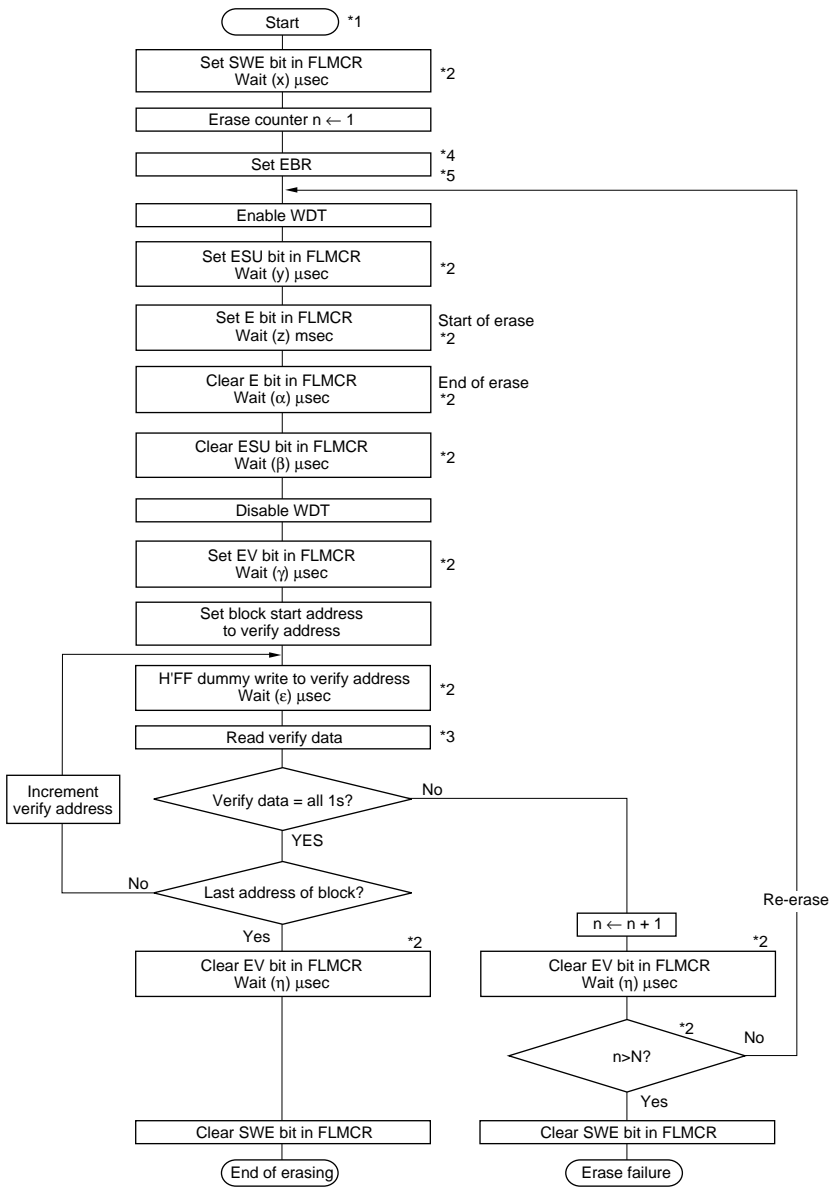 Start *1
Set SWE bit in FLMCR
Wait (x) μsec
*2
Erase counter n ← 1
Set EBR
*4
*5
Enable WDT
Set ESU bit in FLMCR
Wait (y) μsec
*2
Set E bit in FLMCR
Wait (z) msec
Start of erase
*2
Clear E bit in FLMCR
Wait (α) μsec
End of erase
*2
Clear ESU bit in FLMCR
Wait (β) μsec
*2
Disable WDT
Set EV bit in FLMCR
Wait (γ) μsec
*2
Set block start address
to verify address
H'FF dummy write to verify address
Wait (ε) μsec
*2
Read verify data *3
Increment
verify address
Verify data = all 1s?
No
YES
Last address of block?
No
Yes
Re-erase
n ← n + 1
*2
Clear EV bit in FLMCR
Wait (η) μsec
*2
Clear EV bit in FLMCR
Wait (η) μsec
*2
n>N?
No
Yes
Clear SWE bit in FLMCR
Clear SWE bit in FLMCR
End of erasing
Erase failure